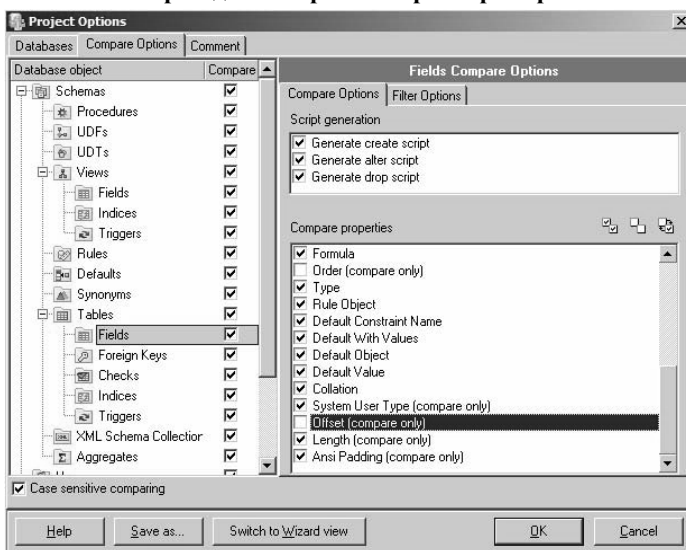 Project Options
Databases
Compare Options
Comment
Database object
Compare
Schemas
Procedures
UDFs
UDTs
Views
Fields
Indices
Triggers
Rules
Defaults
Synonyms
Tables
Fields
Foreign Keys
Checks
Indices
Triggers
XML Schema Collection
Aggregates
Fields Compare Options
Compare Options
Filter Options
Script generation
Generate create script
Generate alter script
Generate drop script
Compare properties
Formula
Order (compare only)
Type
Rule Object
Default Constraint Name
Default With Values
Default Object
Default Value
Collation
System User Type (compare only)
Offset (compare only)
Length (compare only)
Ansi Padding (compare only)
Case sensitive comparing
Help
Save as...
Switch to Wizard view
OK
Cancel